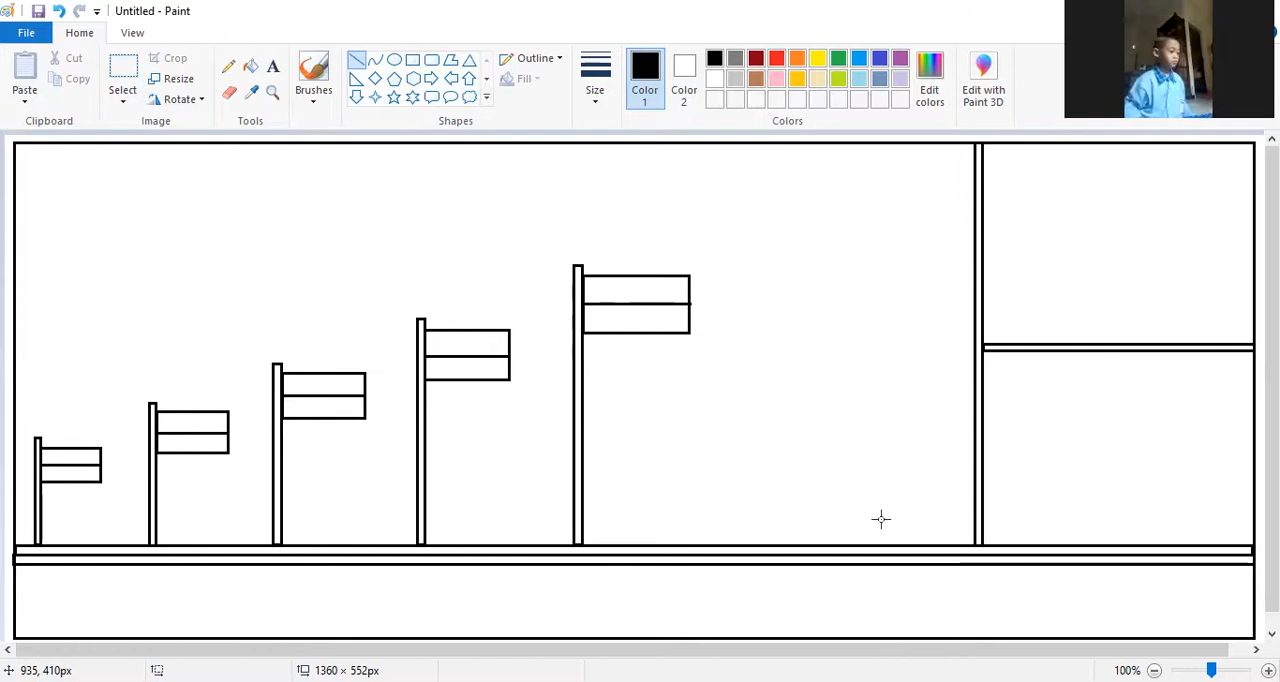 Untitled - Paint
File Home View
Paste Cut Copy
Select Crop Resize Rotate
A
Brushes
Outline Fill
Size
Color 1
Color 2
Edit colors
Edit with Paint 3D
Clipboard Image Tools Shapes Colors
935, 410px 1360 × 552px 100%